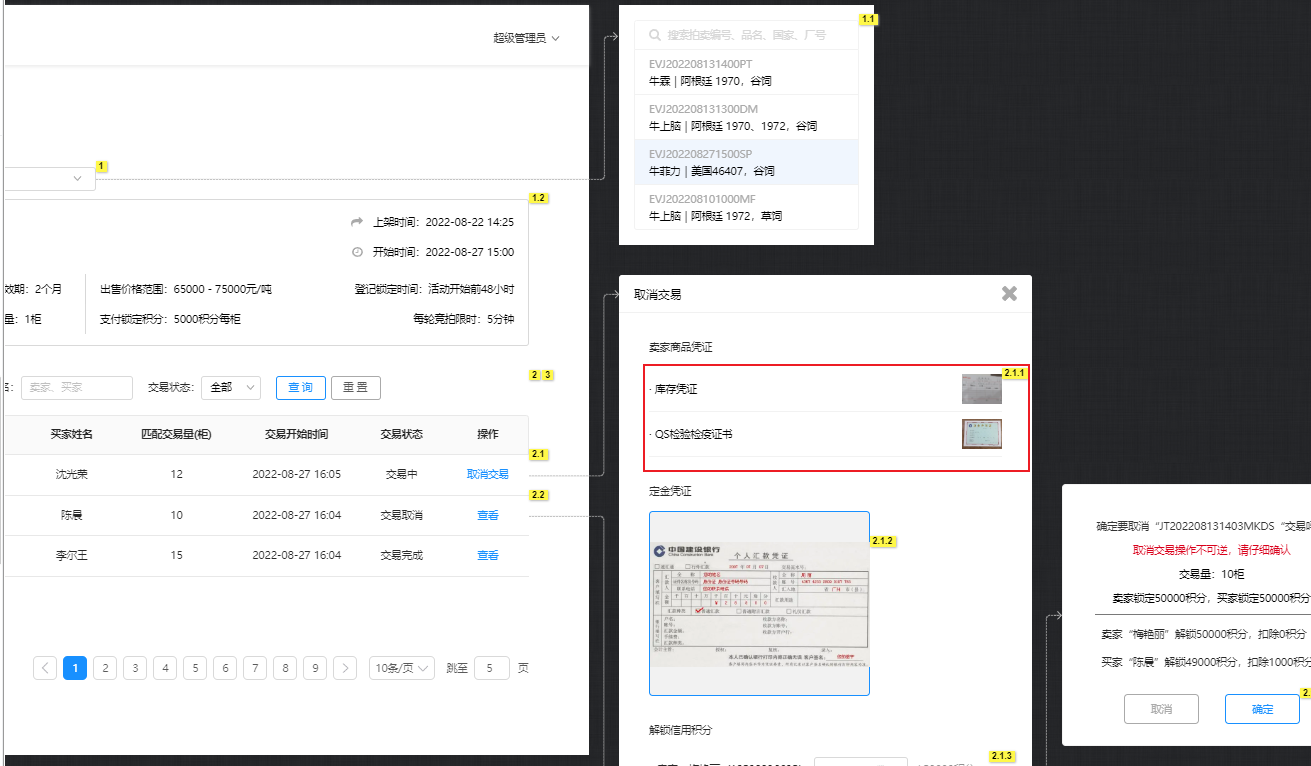 超级管理员
1
1.2
上架时间：2022-08-22 14:25
开始时间：2022-08-27 15:00
效期：2个月
出售价格范围：65000 - 75000元/吨
登记锁定时间：活动开始前48小时
量：1柜
支付锁定积分：5000积分每柜
每轮竞拍限时：5分钟
卖家、买家
交易状态：
全部
查 询
重 置
2
3
买家姓名
匹配交易量(柜)
交易开始时间
交易状态
操作
2.1
沈光荣
12
2022-08-27 16:05
交易中
取消交易
2.2
陈晨
10
2022-08-27 16:04
交易取消
查看
李尔王
15
2022-08-27 16:04
交易完成
查看
1
2
3
4
5
6
7
8
9
10条/页
跳至
5
页
1.1
搜索拍卖编号、品名、国家、厂号
EVJ202208131400PT
牛霖 | 阿根廷 1970，谷饲
EVJ202208131300DM
牛上脑 | 阿根廷 1970、1972，谷饲
EVJ202208271500SP
牛菲力 | 美国46407，谷饲
EVJ202208101000MF
牛上脑 | 阿根廷 1972，草饲
取消交易
卖家商品凭证
2.1.1
· 库存凭证
· QS检验检疫证书
定金凭证
2.1.2
中国建设银行
China Construction Bank
个人汇款凭证
解锁信用积分
2.1.3
确定要取消“JT202208131403MKDS “交易
取消交易操作不可逆，请仔细确认
交易量：10柜
卖家锁定50000积分，买家锁定50000积分
卖家“梅艳丽”解锁50000积分，扣除0积分
买家“陈晨”解锁49000积分，扣除1000积分
取消
确定
2.